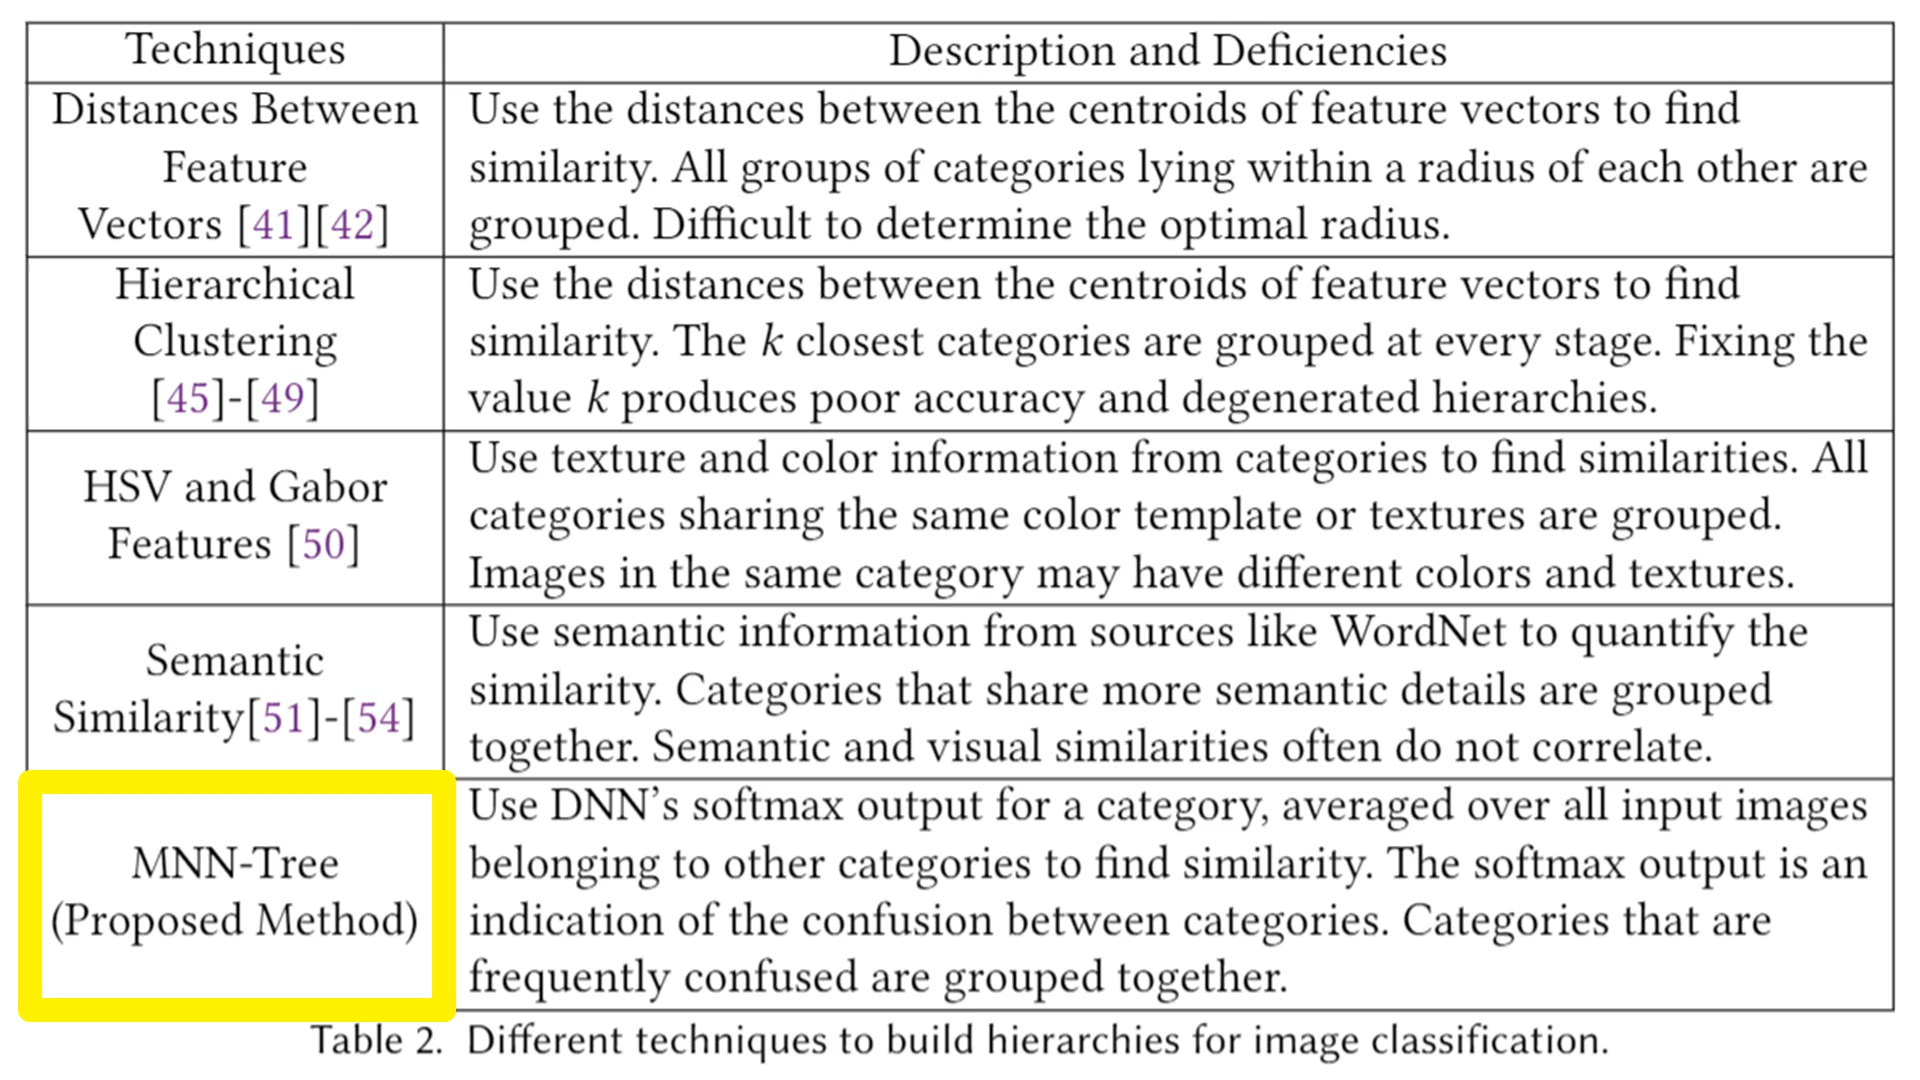 Techniques
Description and Deficiencies
Distances Between
Feature
Vectors [41][42]
Use the distances between the centroids of feature vectors to find
similarity. All groups of categories lying within a radius of each other are
grouped. Difficult to determine the optimal radius.
Hierarchical
Clustering
[45]-[49]
Use the distances between the centroids of feature vectors to find
similarity. The k closest categories are grouped at every stage. Fixing the
value k produces poor accuracy and degenerated hierarchies.
HSV and Gabor
Features [50]
Use texture and color information from categories to find similarities. All
categories sharing the same color template or textures are grouped.
Images in the same category may have different colors and textures.
Semantic
Similarity[51]-[54]
Use semantic information from sources like WordNet to quantify the
similarity. Categories that share more semantic details are grouped
together. Semantic and visual similarities often do not correlate.
MNN-Tree
(Proposed Method)
Use DNN's softmax output for a category, averaged over all input images
belonging to other categories to find similarity. The softmax output is an
indication of the confusion between categories. Categories that are
frequently confused are grouped together.
Table 2. Different techniques to build hierarchies for image classification.